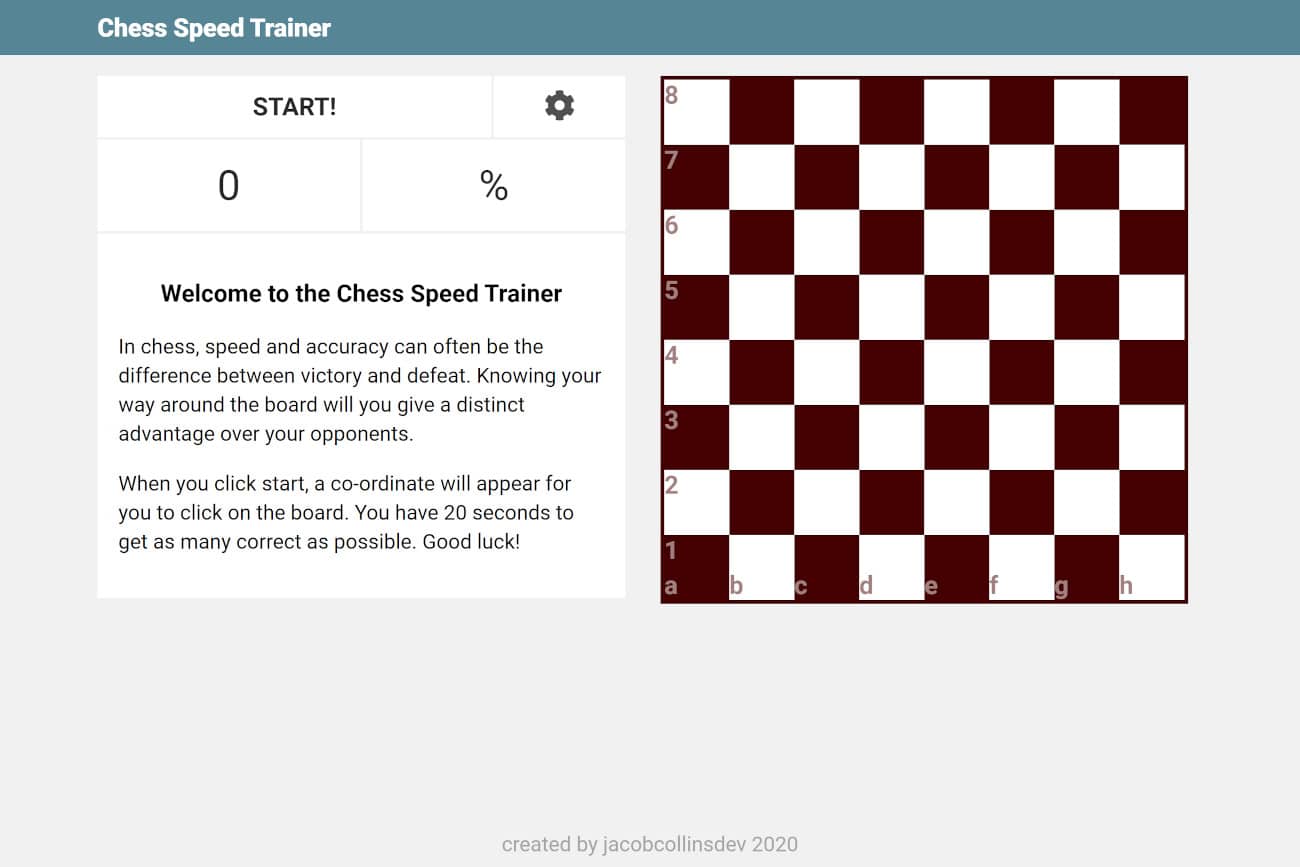 Chess Speed Trainer
START!
0
%
Welcome to the Chess Speed Trainer
In chess, speed and accuracy can often be the
difference between victory and defeat. Knowing your
way around the board will you give a distinct
advantage over your opponents.
When you click start, a co-ordinate will appear for
you to click on the board. You have 20 seconds to
get as many correct as possible. Good luck!
8
7
6
5
4
3
2
1
a b c d e f g h
created by jacobcollinsdev 2020